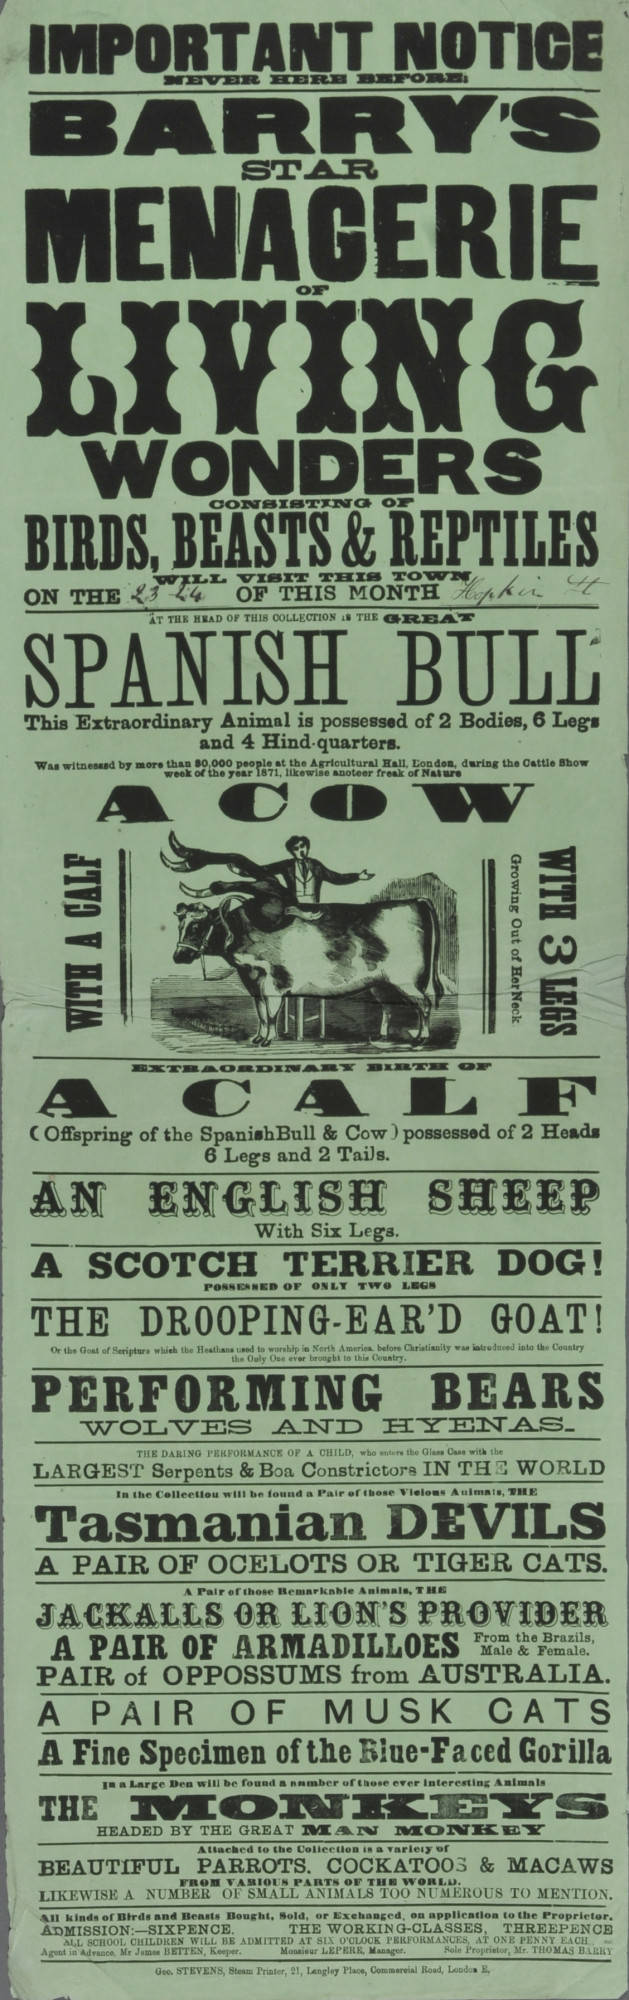 IMPORTANT NOTICE
NEVER HERE BEFORE.
BARRY'S
STAR
MENAGERIE
OF
LIVING
WONDERS
CONSISTING OF
BIRDS, BEASTS & REPTILES
WILL VISIT THIS TOWN
ON THE 23 24 OF THIS MONTH Hopkin St
AT THE HEAD OF THIS COLLECTION IS THE GREAT
SPANISH BULL
This Extraordinary Animal is possessed of 2 Bodies, 6 Legs
and 4 Hind-quarters.
Was witnessed by more than 80,000 people at the Agricultural Hall, London, during the Cattle Show
week of the year 1871, likewise anoteer freak of Nature
A COW
WITH A CALF
Growing Out of Her Neck
WITH 3 LEGS
EXTRAORDINARY BIRTH OF
A CALF
(Offspring of the Spanish Bull & Cow) possessed of 2 Heads
6 Legs and 2 Tails.
AN ENGLISH SHEEP
With Six Legs.
A SCOTCH TERRIER DOG!
POSSESSED OF ONLY TWO LEGS
THE DROOPING-EAR'D GOAT!
Or the Goat of Scripture which the Heathans used to worship in North America, before Christianity was introduced into the Country
the Only One ever brought to this Country.
PERFORMING BEARS
WOLVES AND HYENAS.
THE DARING PERFORMANCE OF A CHILD, who enters the Glass Case with the
LARGEST Serpents & Boa Constrictors IN THE WORLD
In the Collection will be found a Pair of those Vicious Animals, THE
Tasmanian DEVILS
A PAIR OF OCELOTS OR TIGER CATS.
A Pair of those Remarkable Animals, THE
JACKALLS OR LION'S PROVIDER
A PAIR OF ARMADILLOES From the Brazils, Male & Female.
PAIR of OPPOSSUMS from AUSTRALIA.
A PAIR OF MUSK CATS
A Fine Specimen of the Blue-Faced Gorilla
In a Large Den will be found a number of those ever interesting Animals
THE MONKEYS
HEADED BY THE GREAT MAN MONKEY
Attached to the Collection is a variety of
BEAUTIFUL PARROTS, COCKATOOS & MACAWS
FROM VARIOUS PARTS OF THE WORLD.
LIKEWISE A NUMBER OF SMALL ANIMALS TOO NUMEROUS TO MENTION.
All kinds of Birds and Beasts Bought, Sold, or Exchanged, on application to the Proprietor.
ADMISSION:—SIXPENCE. THE WORKING-CLASSES, THREEPENCE
ALL SCHOOL CHILDREN WILL BE ADMITTED AT SIX O'CLOCK PERFORMANCES, AT ONE PENNY EACH.
Agent in Advance, Mr James BETTEN, Keeper. Monsieur LEPERE, Manager. Sole Proprietor, Mr. THOMAS BARRY
Geo. STEVENS, Steam Printer, 21, Langley Place, Commercial Road, London E.